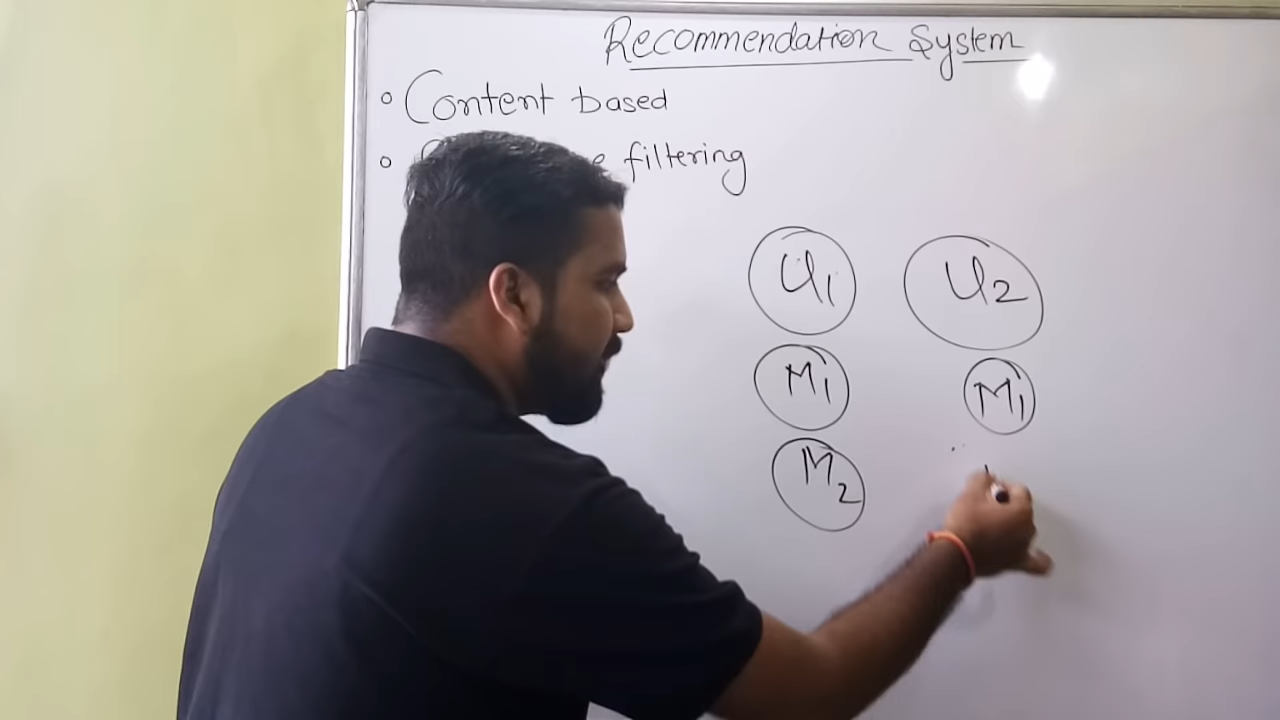 Recommendation System
Content based
filtering
U1 U2
M1 M1
M2